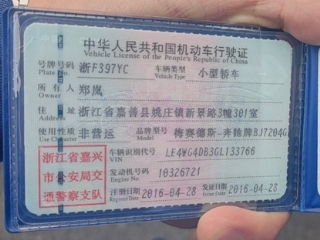 中华人民共和国机动车行驶证
Vehicle License of the People's Republic of China
号牌号码 浙F397YC 车辆类型 小型轿车
Plate No. Vehicle Type
所有人 郑岚
Owner
住址 浙江省嘉善县姚庄镇新景路3幢301室
Address
使用性质 非营运 品牌型号 梅赛德斯-奔驰牌BJ7204G
Use Character Model
浙江省嘉兴
市公安局交
通警察支队
车辆识别代号 LE4WG4DB3GL133766
VIN
发动机号码 10326721
Engine No.
注册日期 2016-04-28 发证日期 2016-04-28
Register Date Issue Date